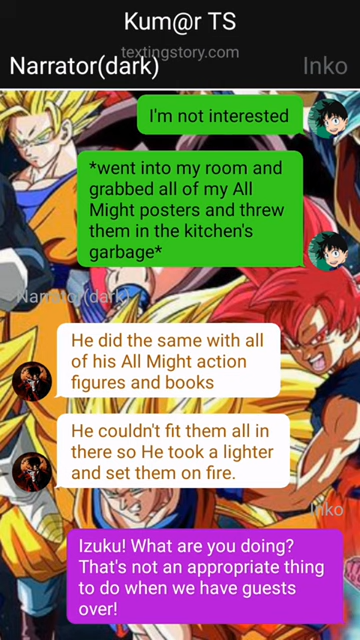 Kum@r TS
textingstory.com
Narrator(dark)
Inko
I'm not interested
*went into my room and
grabbed all of my All
Might posters and threw
them in the kitchen's
garbage*
Narrator(dark)
He did the same with all
of his All Might action
figures and books
He couldn't fit them all in
there so He took a lighter
and set them on fire.
Inko
Izuku! What are you doing?
That's not an appropriate thing
to do when we have guests
over!